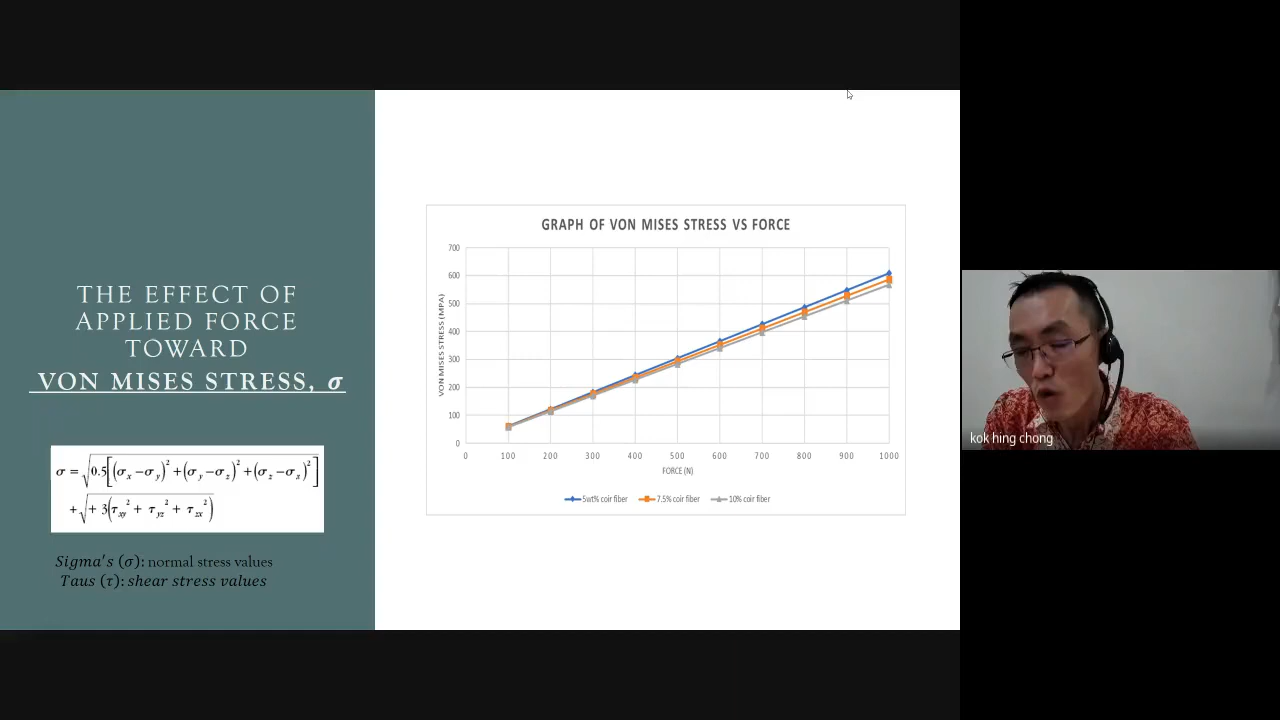 THE EFFECT OF
APPLIED FORCE
TOWARD
VON MISES STRESS, σ
σ = √0.5[(σx −σy)² +(σy −σz)² +(σz −σx)²]
+√+ 3(τxy² + τyz² + τzx²)
Sigma's (σ): normal stress values
Taus (τ): shear stress values
GRAPH OF VON MISES STRESS VS FORCE
VON MISES STRESS (MPA)
700
600
500
400
300
200
100
0
0 100 200 300 400 500 600 700 800 900 1000
FORCE (N)
5wt% coir fiber 7.5% coir fiber 10% coir fiber
kok hing chong